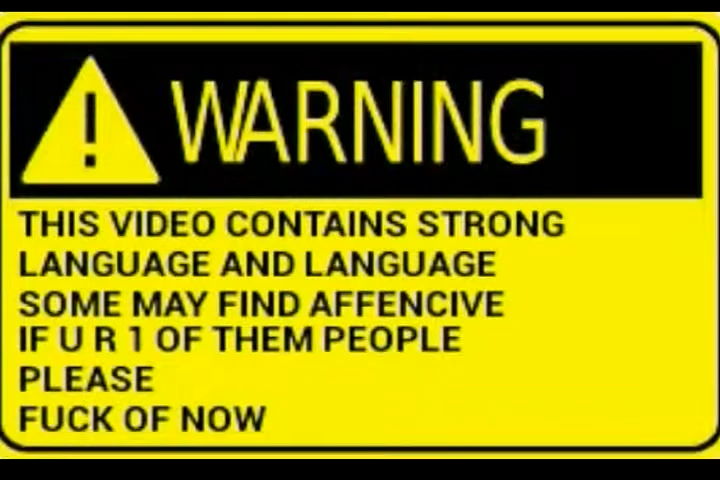 WARNING
THIS VIDEO CONTAINS STRONG
LANGUAGE AND LANGUAGE
SOME MAY FIND AFFENCIVE
IF U R 1 OF THEM PEOPLE
PLEASE
FUCK OF NOW